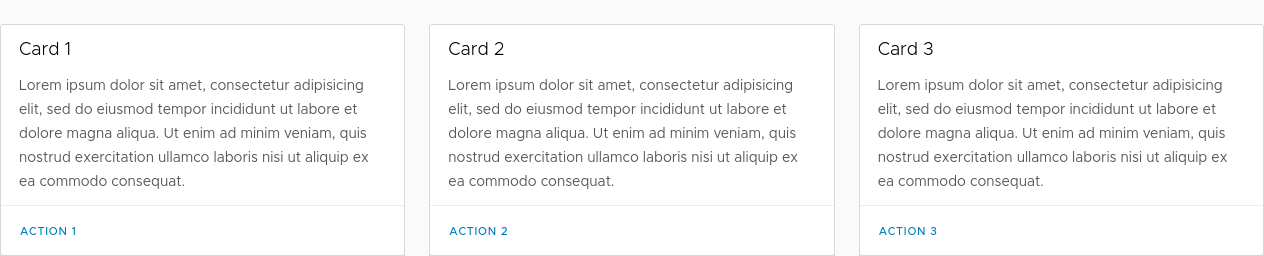 Card 1
Lorem ipsum dolor sit amet, consectetur adipisicing
elit, sed do eiusmod tempor incididunt ut labore et
dolore magna aliqua. Ut enim ad minim veniam, quis
nostrud exercitation ullamco laboris nisi ut aliquip ex
ea commodo consequat.
ACTION 1
Card 2
Lorem ipsum dolor sit amet, consectetur adipisicing
elit, sed do eiusmod tempor incididunt ut labore et
dolore magna aliqua. Ut enim ad minim veniam, quis
nostrud exercitation ullamco laboris nisi ut aliquip ex
ea commodo consequat.
ACTION 2
Card 3
Lorem ipsum dolor sit amet, consectetur adipisicing
elit, sed do eiusmod tempor incididunt ut labore et
dolore magna aliqua. Ut enim ad minim veniam, quis
nostrud exercitation ullamco laboris nisi ut aliquip ex
ea commodo consequat.
ACTION 3